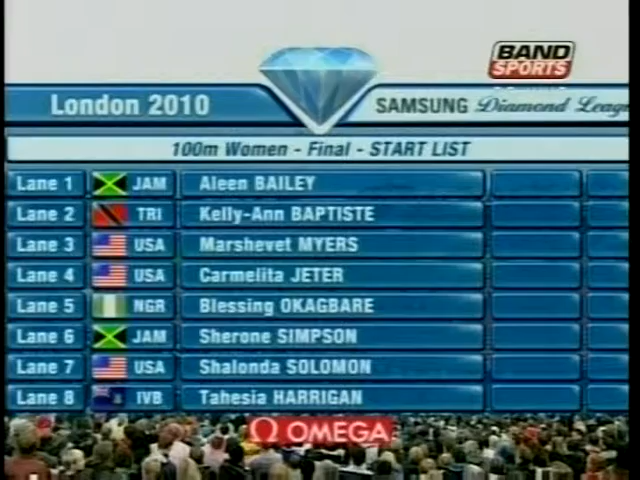 BAND
SPORTS
London 2010
SAMSUNG Diamond Leagu
100m Women - Final - START LIST
Lane 1 JAM Aleen BAILEY
Lane 2 TRI Kelly-Ann BAPTISTE
Lane 3 USA Marshevet MYERS
Lane 4 USA Carmelita JETER
Lane 5 NGR Blessing OKAGBARE
Lane 6 JAM Sherone SIMPSON
Lane 7 USA Shalonda SOLOMON
Lane 8 IVB Tahesia HARRIGAN
Ω OMEGA